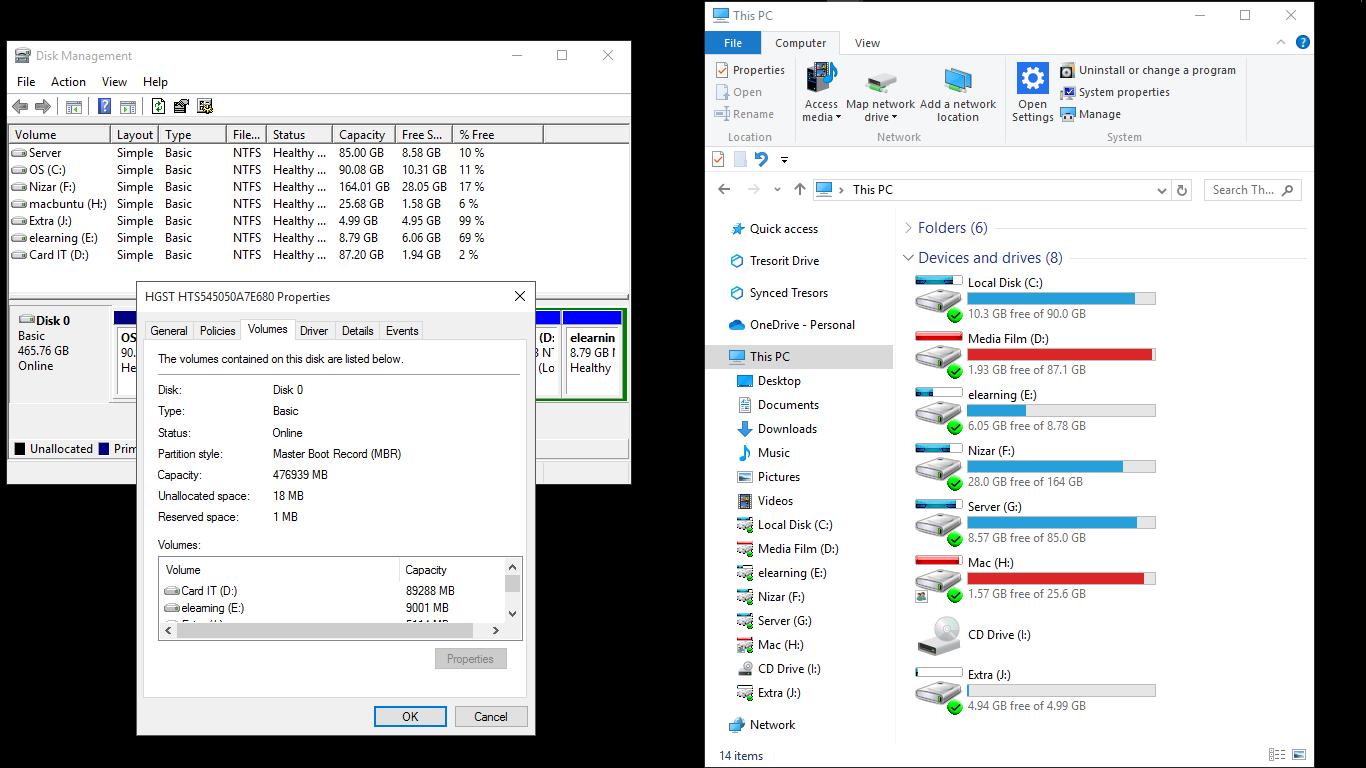 Disk Management
File Action View Help
Volume Layout Type File... Status Capacity Free S... % Free
Server Simple Basic NTFS Healthy ... 85.00 GB 8.58 GB 10 %
OS (C:) Simple Basic NTFS Healthy ... 90.08 GB 10.31 GB 11 %
Nizar (F:) Simple Basic NTFS Healthy ... 164.01 GB 28.05 GB 17 %
macbuntu (H:) Simple Basic NTFS Healthy ... 25.68 GB 1.58 GB 6 %
Extra (J:) Simple Basic NTFS Healthy ... 4.99 GB 4.95 GB 99 %
elearning (E:) Simple Basic NTFS Healthy ... 8.79 GB 6.06 GB 69 %
Card IT (D:) Simple Basic NTFS Healthy ... 87.20 GB 1.94 GB 2 %
Disk 0
Basic
465.76 GB
Online
OS
90.
He
(D:
(Lo
elearnin
8.79 GB
Healthy
Unallocated Prim
HGST HTS545050A7E680 Properties
General Policies Volumes Driver Details Events
The volumes contained on this disk are listed below.
Disk: Disk 0
Type: Basic
Status: Online
Partition style: Master Boot Record (MBR)
Capacity: 476939 MB
Unallocated space: 18 MB
Reserved space: 1 MB
Volumes:
Volume Capacity
Card IT (D:) 89288 MB
elearning (E:) 9001 MB
Properties
OK Cancel
This PC
File Computer View
Properties
Open
Rename
Location
Access media
Map network drive
Add a network location
Network
Open Settings
Uninstall or change a program
System properties
Manage
System
This PC
Search Th...
Quick access
Tresorit Drive
Synced Tresors
OneDrive - Personal
This PC
Desktop
Documents
Downloads
Music
Pictures
Videos
Local Disk (C:)
Media Film (D:)
elearning (E:)
Nizar (F:)
Server (G:)
Mac (H:)
CD Drive (I:)
Extra (J:)
Network
Folders (6)
Devices and drives (8)
Local Disk (C:)
10.3 GB free of 90.0 GB
Media Film (D:)
1.93 GB free of 87.1 GB
elearning (E:)
6.05 GB free of 8.78 GB
Nizar (F:)
28.0 GB free of 164 GB
Server (G:)
8.57 GB free of 85.0 GB
Mac (H:)
1.57 GB free of 25.6 GB
CD Drive (I:)
Extra (J:)
4.94 GB free of 4.99 GB
14 items